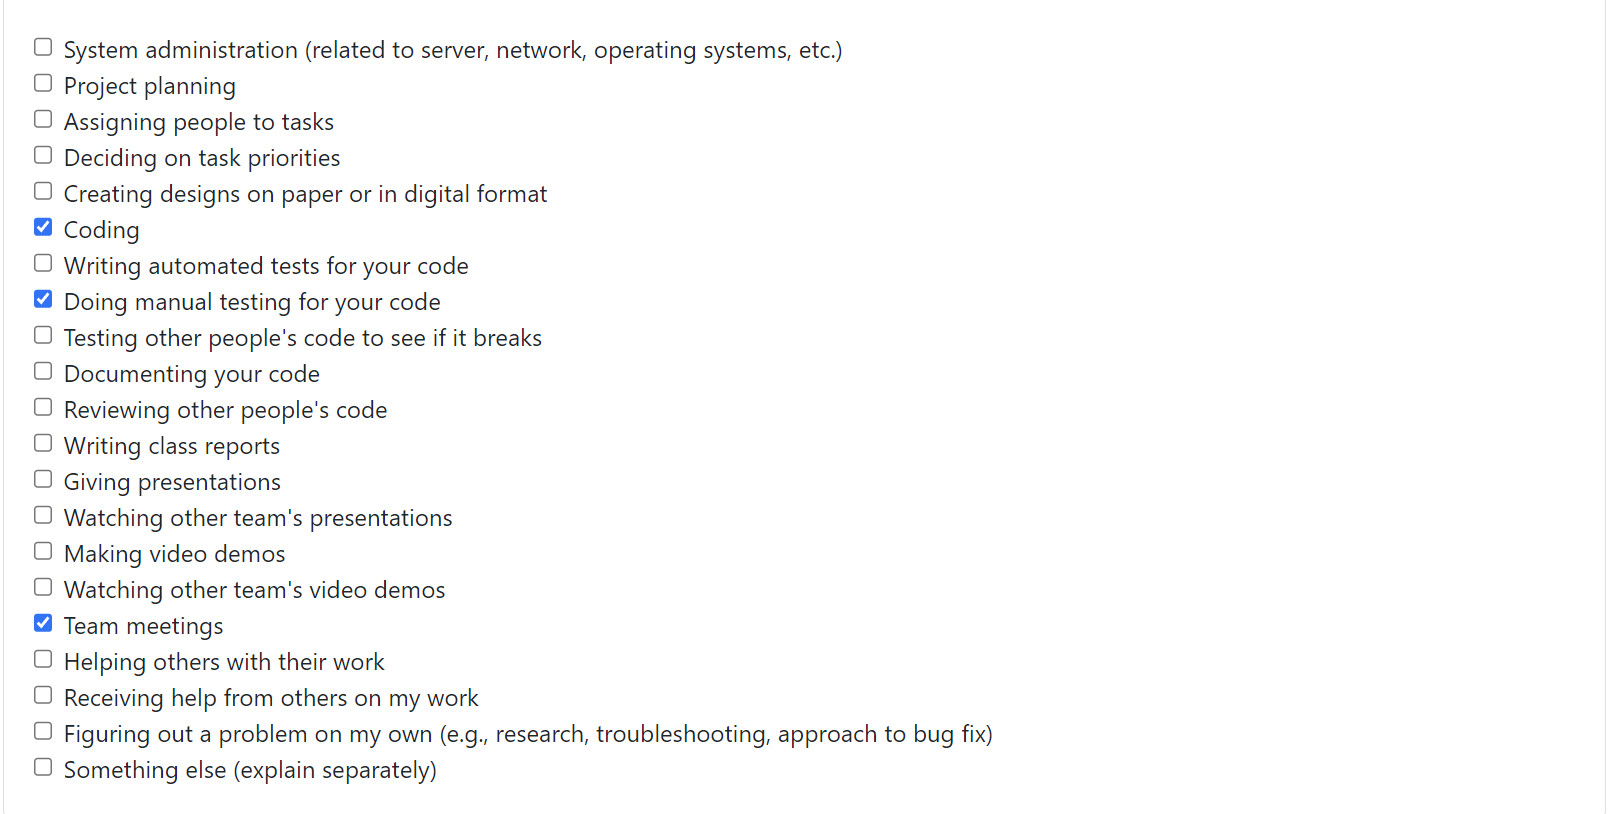 System administration (related to server, network, operating systems, etc.)
Project planning
Assigning people to tasks
Deciding on task priorities
Creating designs on paper or in digital format
Coding
Writing automated tests for your code
Doing manual testing for your code
Testing other people's code to see if it breaks
Documenting your code
Reviewing other people's code
Writing class reports
Giving presentations
Watching other team's presentations
Making video demos
Watching other team's video demos
Team meetings
Helping others with their work
Receiving help from others on my work
Figuring out a problem on my own (e.g., research, troubleshooting, approach to bug fix)
Something else (explain separately)